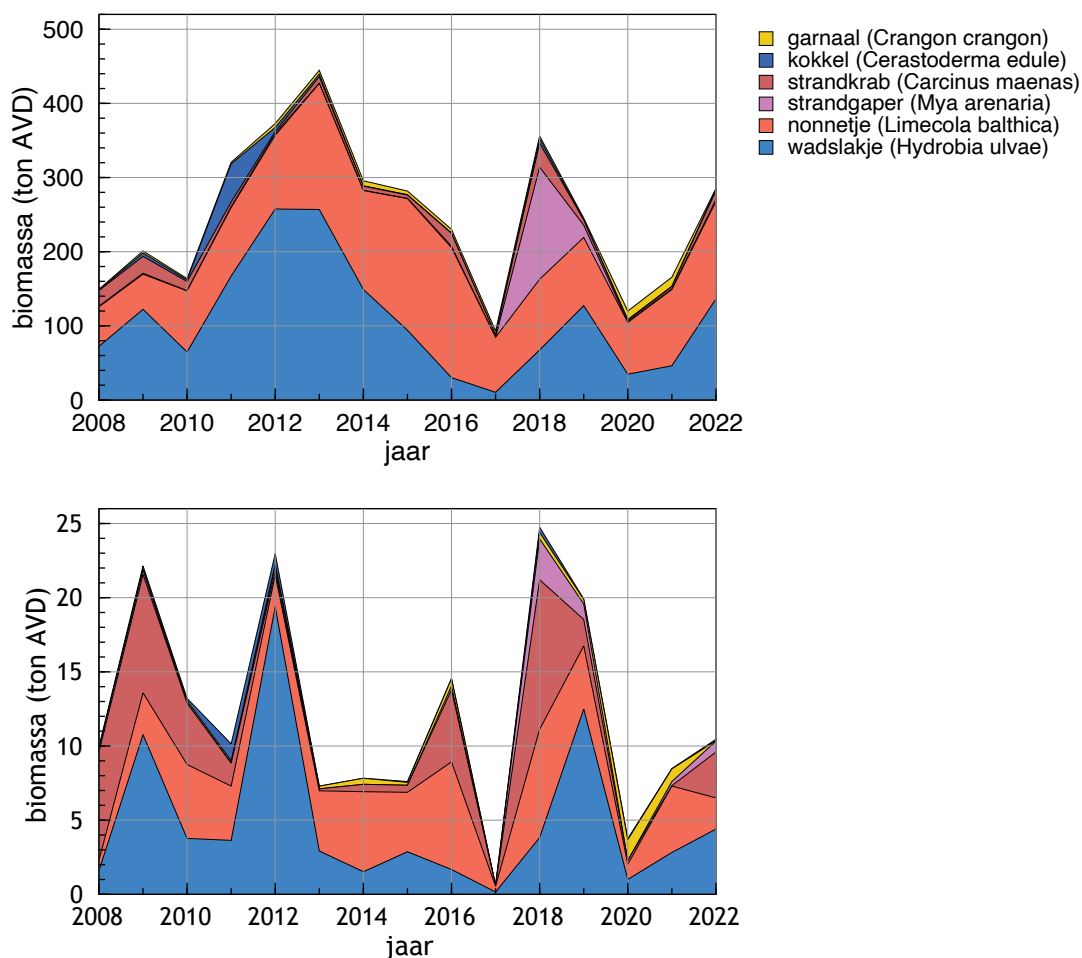 500
400
300
200
100
0
biomassa (ton AVD)
2008 2010 2012 2014 2016 2018 2020 2022
jaar
garnaal (Crangon crangon)
kokkel (Cerastoderma edule)
strandkrab (Carcinus maenas)
strandgaper (Mya arenaria)
nonnetje (Limecola balthica)
wadslakje (Hydrobia ulvae)
25
20
15
10
5
0
biomassa (ton AVD)
2008 2010 2012 2014 2016 2018 2020 2022
jaar